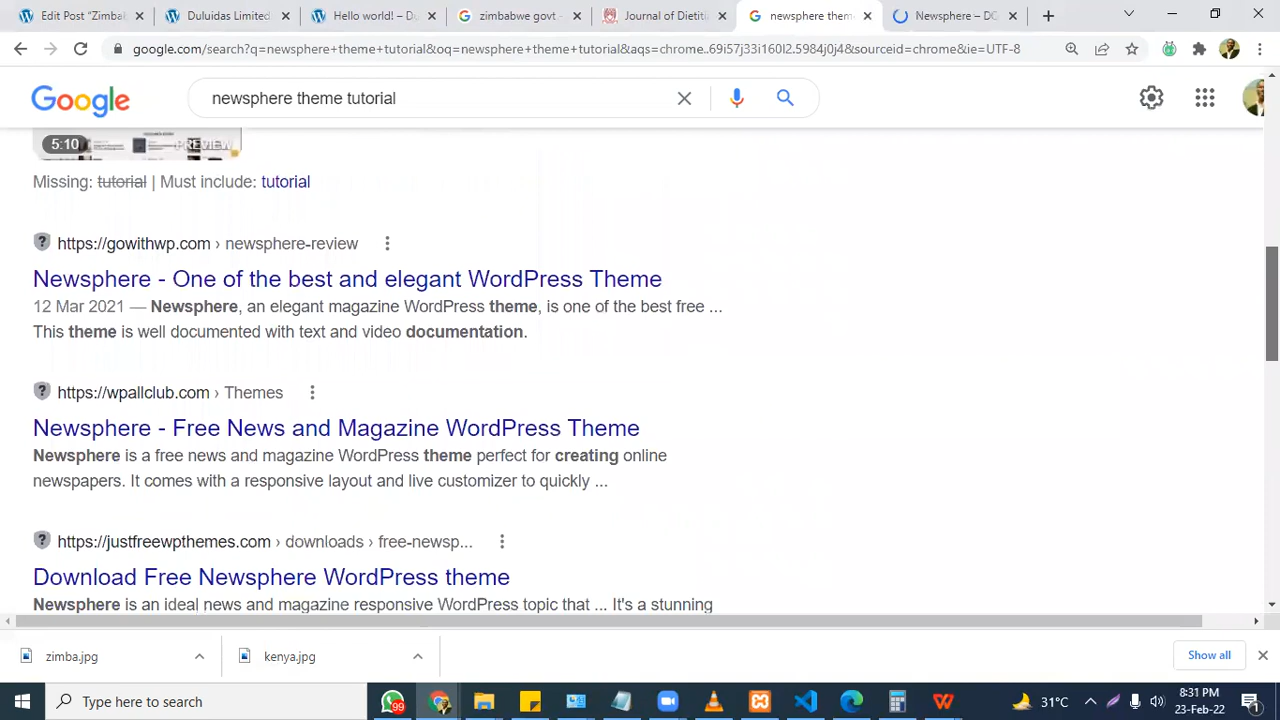 Edit Post "Zimbab
Duluidas Limited
Hello world! – Du
zimbabwe govt -
Journal of Dietiti
newsphere them
Newsphere – DG
google.com/search?q=newsphere+theme+tutorial&oq=newsphere+theme+tutorial&aqs=chrome..69i57j33i160l2.5984j0j4&sourceid=chrome&ie=UTF-8
Google
newsphere theme tutorial
5:10
PREVIEW
Missing: tutorial | Must include: tutorial
https://gowithwp.com › newsphere-review
Newsphere - One of the best and elegant WordPress Theme
12 Mar 2021 — Newsphere, an elegant magazine WordPress theme, is one of the best free ...
This theme is well documented with text and video documentation.
https://wpallclub.com › Themes
Newsphere - Free News and Magazine WordPress Theme
Newsphere is a free news and magazine WordPress theme perfect for creating online
newspapers. It comes with a responsive layout and live customizer to quickly ...
https://justfreewpthemes.com › downloads › free-newsp...
Download Free Newsphere WordPress theme
Newsphere is an ideal news and magazine responsive WordPress topic that ... It's a stunning
zimba.jpg
kenya.jpg
Show all
Type here to search
99
31°C
8:31 PM
23-Feb-22
1